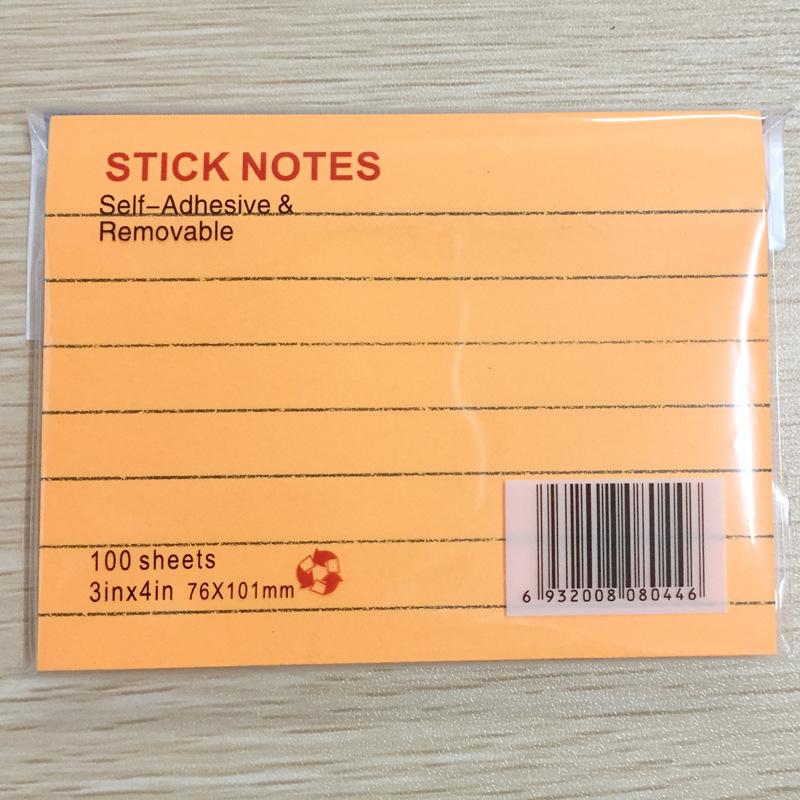 STICK NOTES
Self-Adhesive &
Removable
100 sheets
3inx4in 76X101mm
6 932008 080446